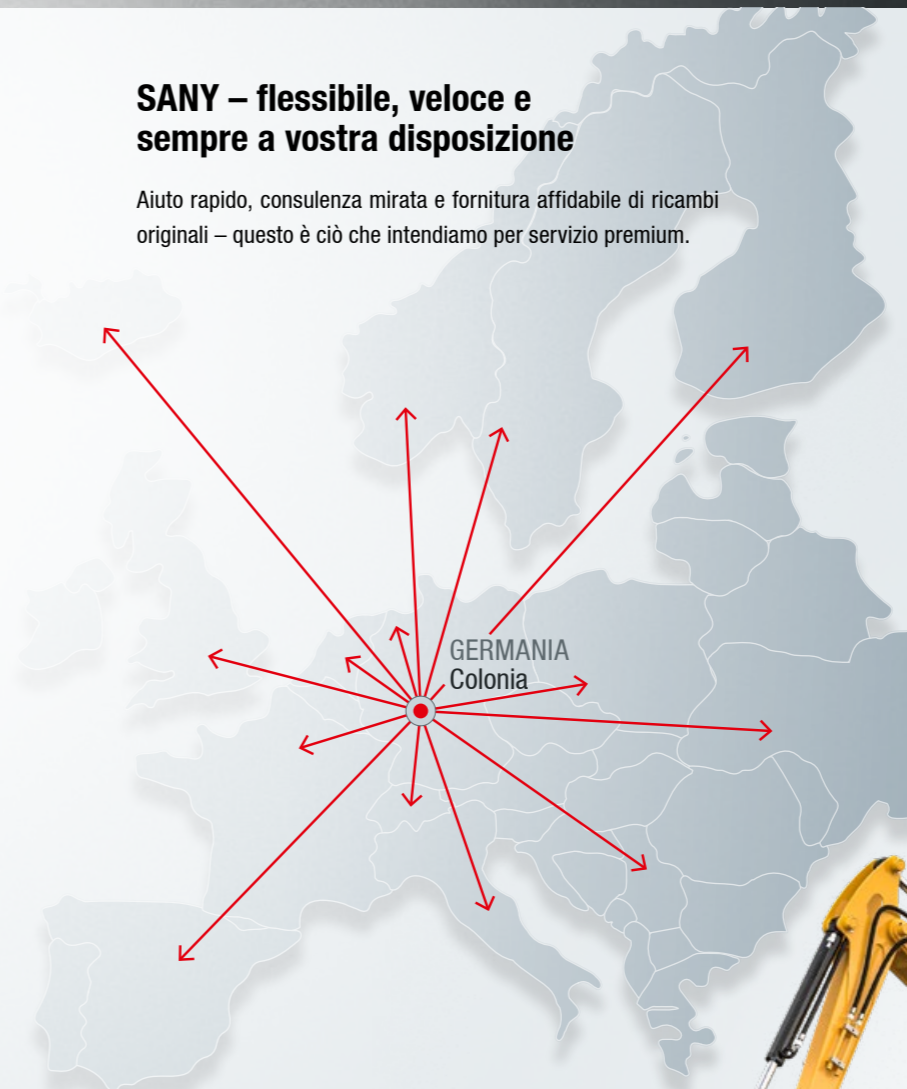 SANY – flessibile, veloce e
sempre a vostra disposizione
Aiuto rapido, consulenza mirata e fornitura affidabile di ricambi
originali – questo è ciò che intendiamo per servizio premium.
GERMANIA
Colonia